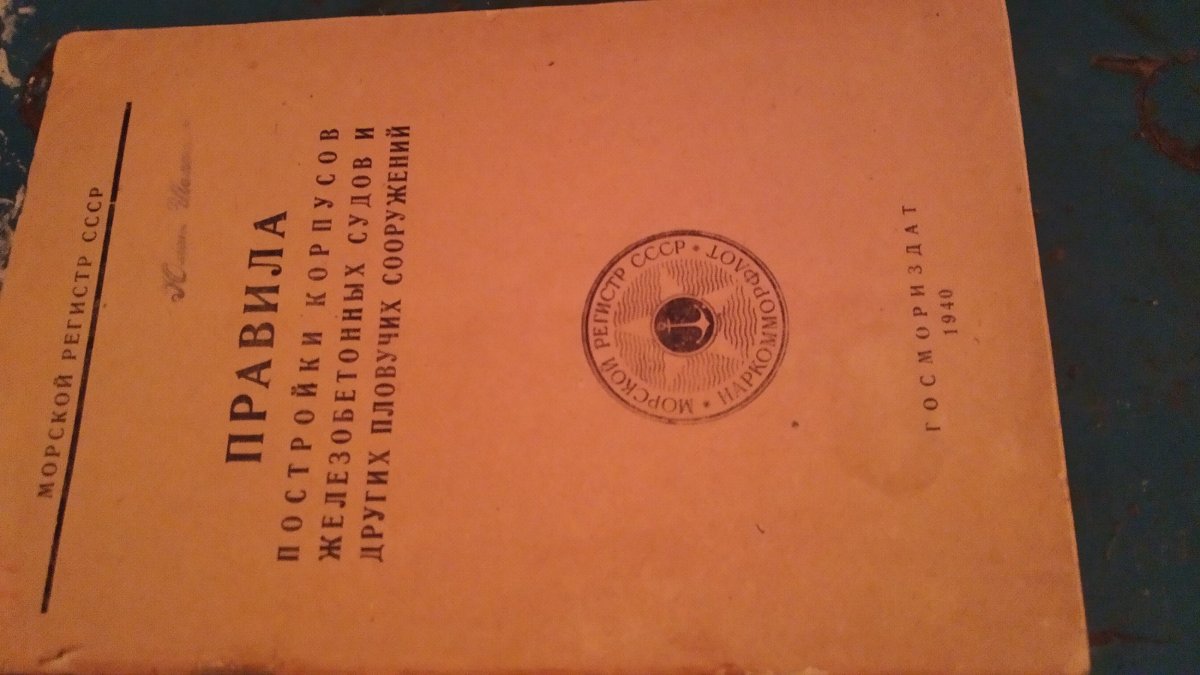 МОРСКОЙ РЕГИСТР СССР
ПРАВИЛА
ПОСТРОЙКИ КОРПУСОВ
ЖЕЛЕЗОБЕТОННЫХ СУДОВ И
ДРУГИХ ПЛОВУЧИХ СООРУЖЕНИЙ
МОРСКОЙ РЕГИСТР СССР * НАРКОММОРФЛОТ *
ГОСМОРИЗДАТ
1940